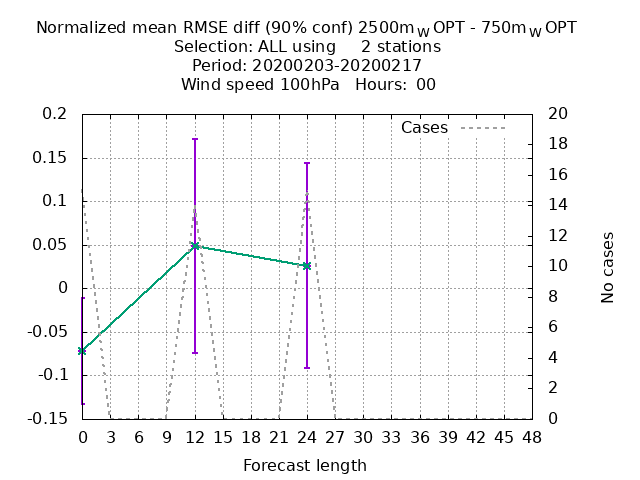 Normalized mean RMSE diff (90% conf) 2500m_W OPT - 750m_W OPT
Selection: ALL using 2 stations
Period: 20200203-20200217
Wind speed 100hPa Hours: 00
Cases
0.2
0.15
0.1
0.05
0
-0.05
-0.1
-0.15
20
18
16
14
12
10
8
6
4
2
0
No cases
0 3 6 9 12 15 18 21 24 27 30 33 36 39 42 45 48
Forecast length